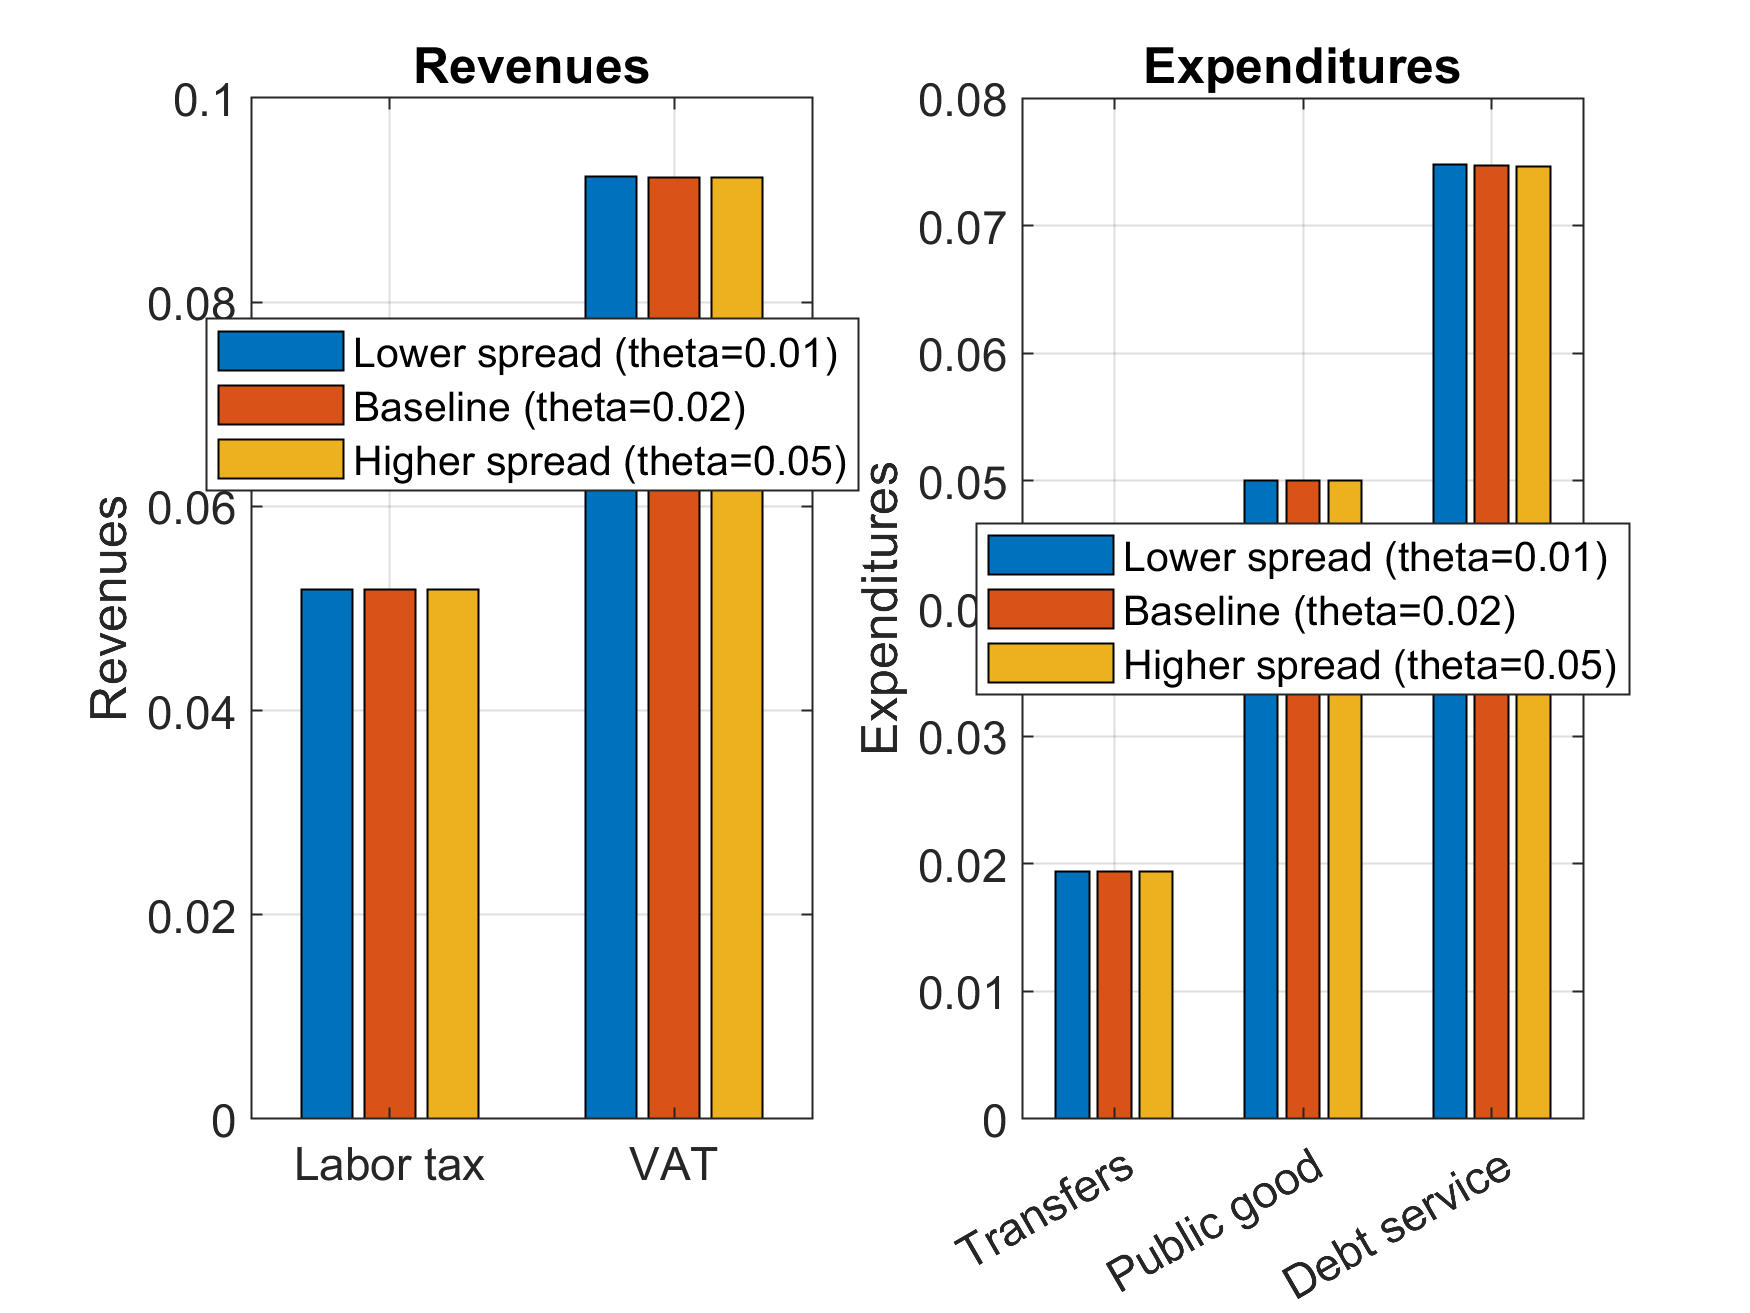 Revenues
0.1
0.08
0.06
0.04
0.02
0
Revenues
Lower spread (theta=0.01)
Baseline (theta=0.02)
Higher spread (theta=0.05)
Labor tax
VAT
Expenditures
0.08
0.07
0.06
0.05
0.03
0.02
0.01
0
Expenditures
Lower spread (theta=0.01)
Baseline (theta=0.02)
Higher spread (theta=0.05)
Transfers
Public good
Debt service